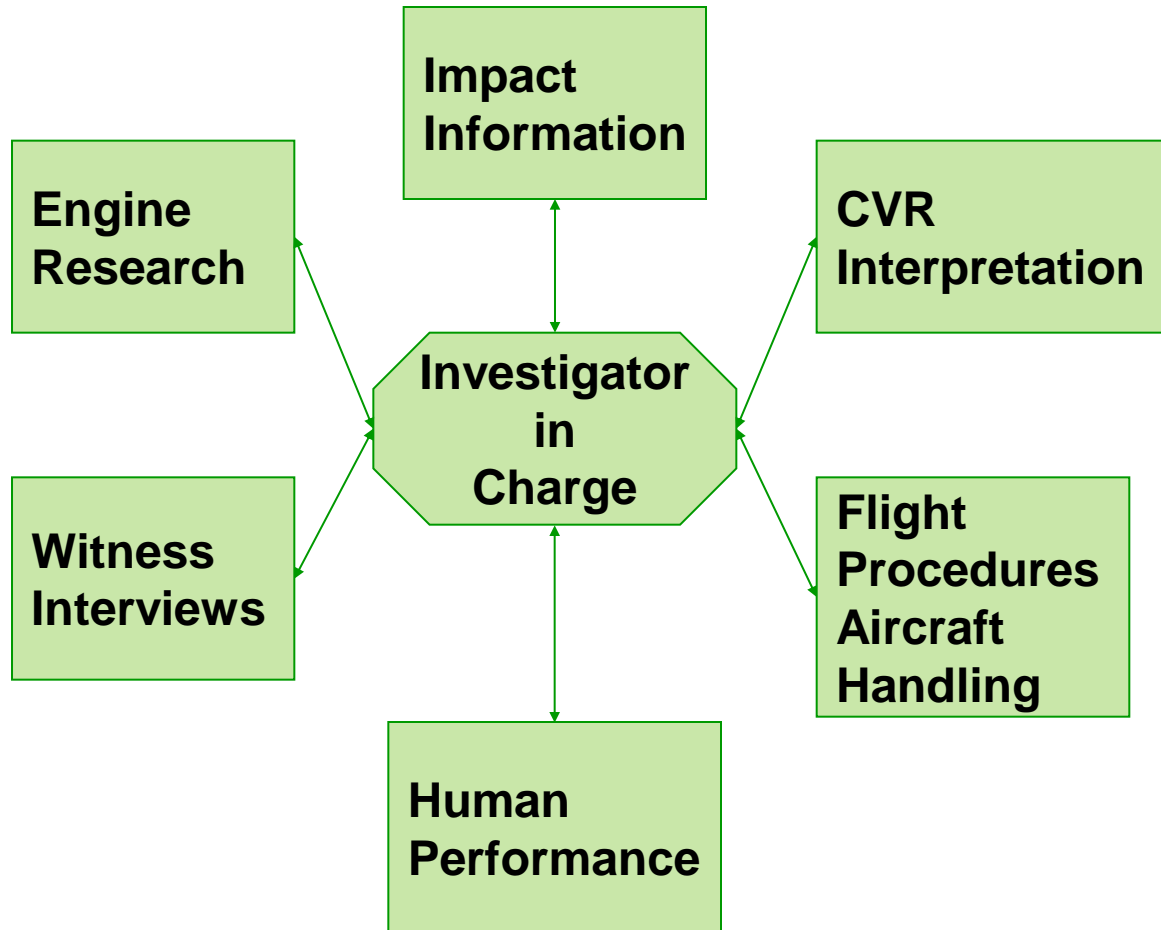 Impact
Information
Engine
Research
CVR
Interpretation
Investigator
in
Charge
Witness
Interviews
Flight
Procedures
Aircraft
Handling
Human
Performance